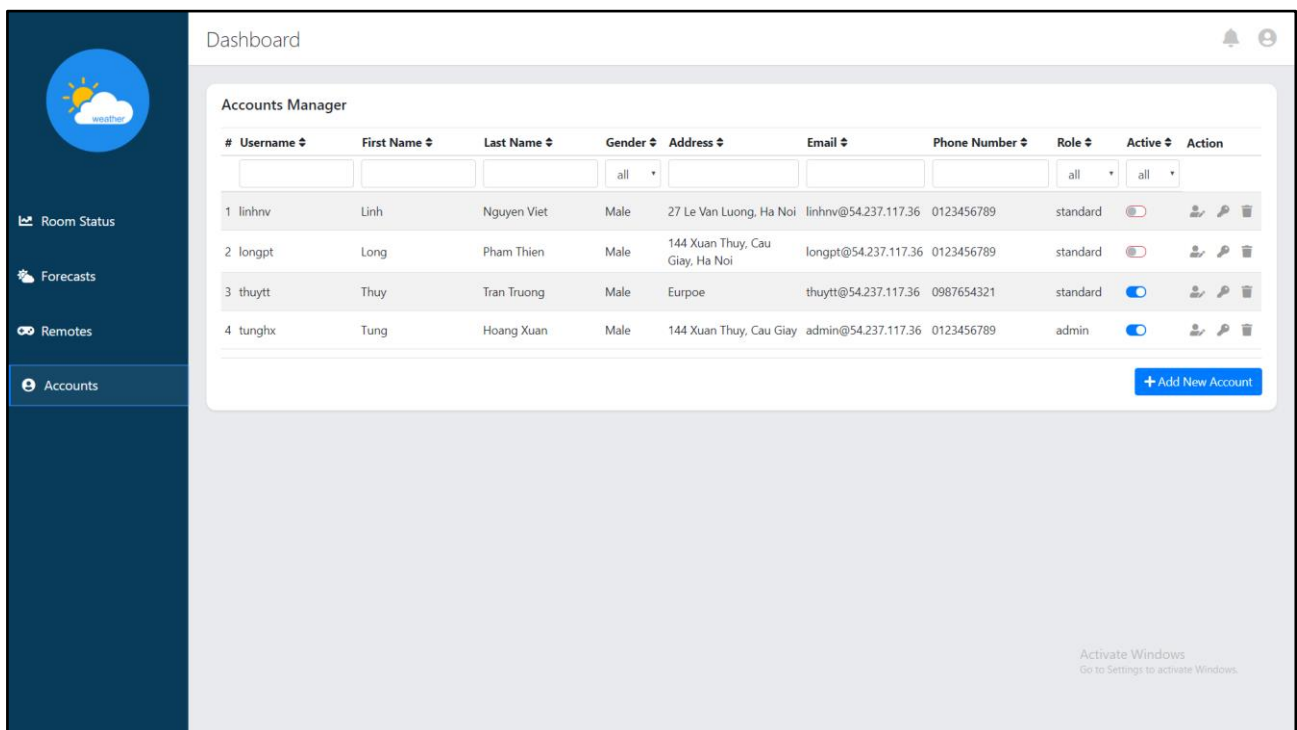 Dashboard
weather
Room Status
Forecasts
Remotes
Accounts
Accounts Manager
# Username First Name Last Name Gender Address Email Phone Number Role Active Action
all all all
1 linhnv Linh Nguyen Viet Male 27 Le Van Luong, Ha Noi linhnv@54.237.117.36 0123456789 standard
2 longpt Long Pham Thien Male 144 Xuan Thuy, Cau Giay, Ha Noi longpt@54.237.117.36 0123456789 standard
3 thuytt Thuy Tran Truong Male Eurpoe thuytt@54.237.117.36 0987654321 standard
4 tunghx Tung Hoang Xuan Male 144 Xuan Thuy, Cau Giay admin@54.237.117.36 0123456789 admin
+ Add New Account
Activate Windows
Go to Settings to activate Windows.